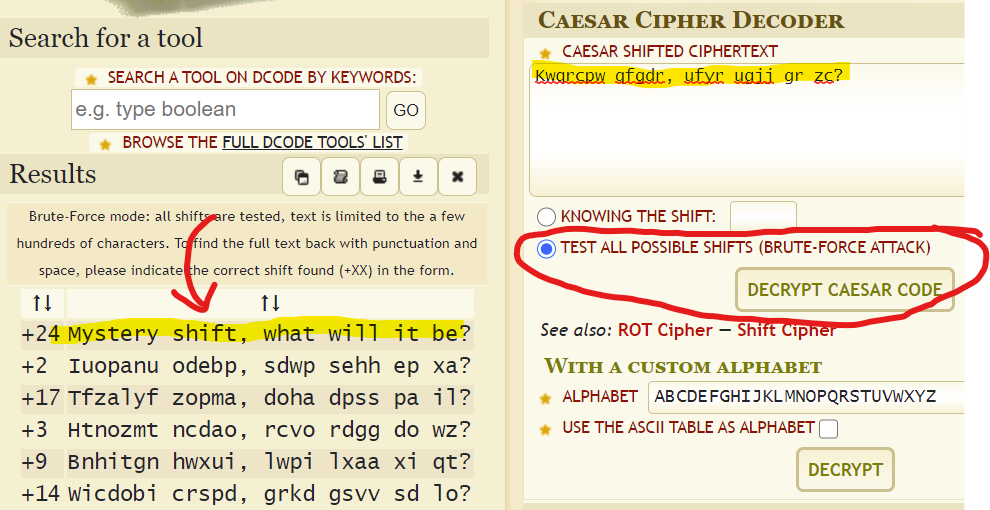 Search for a tool
SEARCH A TOOL ON DCODE BY KEYWORDS:
e.g. type boolean
GO
BROWSE THE FULL DCODE TOOLS' LIST
Results
Brute-Force mode: all shifts are tested, text is limited to the a few
hundreds of characters. To find the full text back with punctuation and
space, please indicate the correct shift found (+XX) in the form.
↑↓ ↑↓
+24 Mystery shift, what will it be?
+2 Iuopanu odebp, sdwp sehh ep xa?
+17 Tfzalyf zopma, doha dpss pa il?
+3 Htnozmt ncdao, rcvo rdgg do wz?
+9 Bnhitgn hwxui, lwpi lxaa xi qt?
+14 Wicdobi crspd, grkd gsvv sd lo?
CAESAR CIPHER DECODER
CAESAR SHIFTED CIPHERTEXT
Kwqrcpw qfgdr, ufyr ugjj gr zc?
KNOWING THE SHIFT:
TEST ALL POSSIBLE SHIFTS (BRUTE-FORCE ATTACK)
DECRYPT CAESAR CODE
See also: ROT Cipher — Shift Cipher
WITH A CUSTOM ALPHABET
ALPHABET ABCDEFGHIJKLMNOPQRSTUVWXYZ
USE THE ASCII TABLE AS ALPHABET
DECRYPT